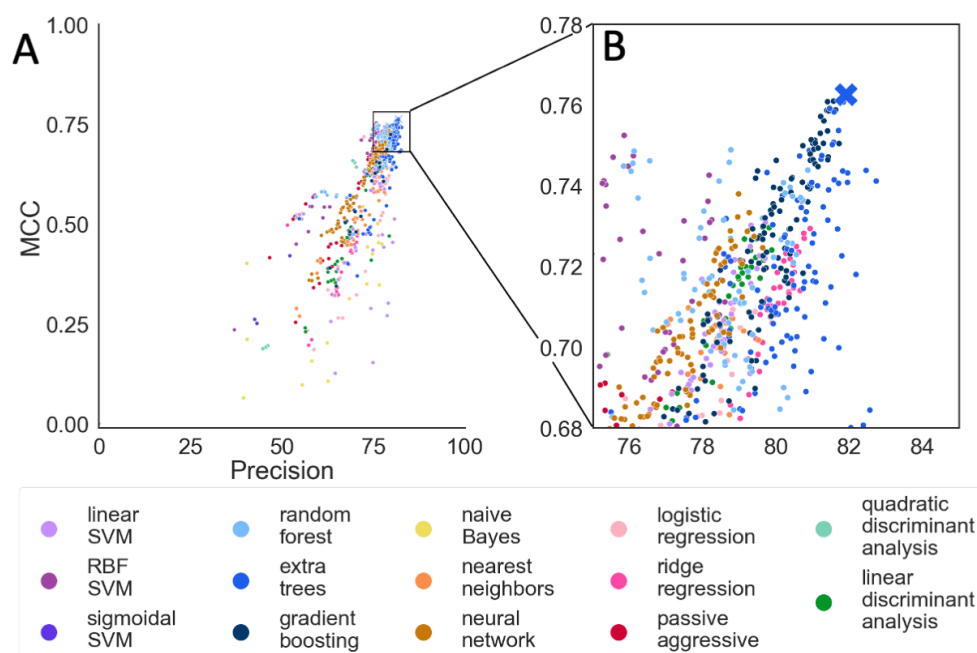 A
B
MCC
1.00
0.75
0.50
0.25
0.00
0
25
50
75
100
Precision
0.78
0.76
0.74
0.72
0.70
0.68
76
78
80
82
84
linear
SVM
RBF
SVM
sigmoidal
SVM
random
forest
extra
trees
gradient
boosting
naive
Bayes
nearest
neighbors
neural
network
logistic
regression
ridge
regression
passive
aggressive
quadratic
discriminant
analysis
linear
discriminant
analysis